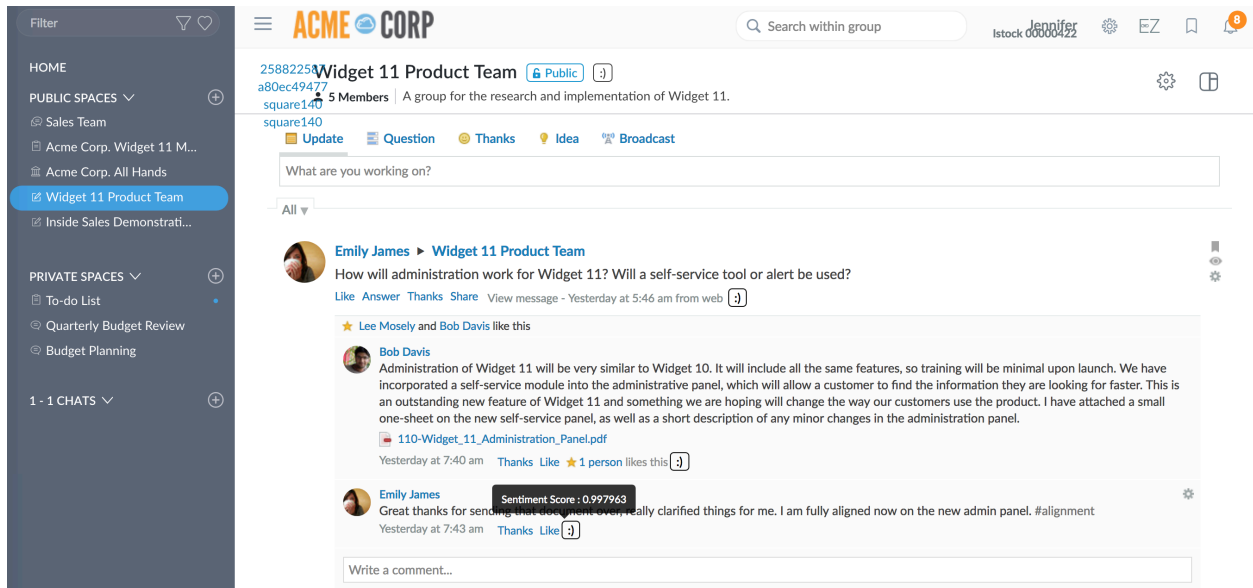 Filter
HOME
PUBLIC SPACES
Sales Team
Acme Corp. Widget 11 M...
Acme Corp. All Hands
Widget 11 Product Team
Inside Sales Demonstrati...
PRIVATE SPACES
To-do List
Quarterly Budget Review
Budget Planning
1 - 1 CHATS
ACME CORP
Search within group
Jennifer
Istock 00000422
EZ
8
258822587
a80ec49477
square140
square140
Widget 11 Product Team Public :)
5 Members A group for the research and implementation of Widget 11.
Update Question Thanks Idea Broadcast
What are you working on?
All ▼
Emily James ▶ Widget 11 Product Team
How will administration work for Widget 11? Will a self-service tool or alert be used?
Like Answer Thanks Share View message - Yesterday at 5:46 am from web :)
Lee Mosely and Bob Davis like this
Bob Davis
Administration of Widget 11 will be very similar to Widget 10. It will include all the same features, so training will be minimal upon launch. We have
incorporated a self-service module into the administrative panel, which will allow a customer to find the information they are looking for faster. This is
an outstanding new feature of Widget 11 and something we are hoping will change the way our customers use the product. I have attached a small
one-sheet on the new self-service panel, as well as a short description of any minor changes in the administration panel.
110-Widget_11_Administration_Panel.pdf
Yesterday at 7:40 am Thanks Like 1 person likes this :)
Emily James
Sentiment Score : 0.997963
Great thanks for sending that document over, really clarified things for me. I am fully aligned now on the new admin panel. #alignment
Yesterday at 7:43 am Thanks Like :)
Write a comment...